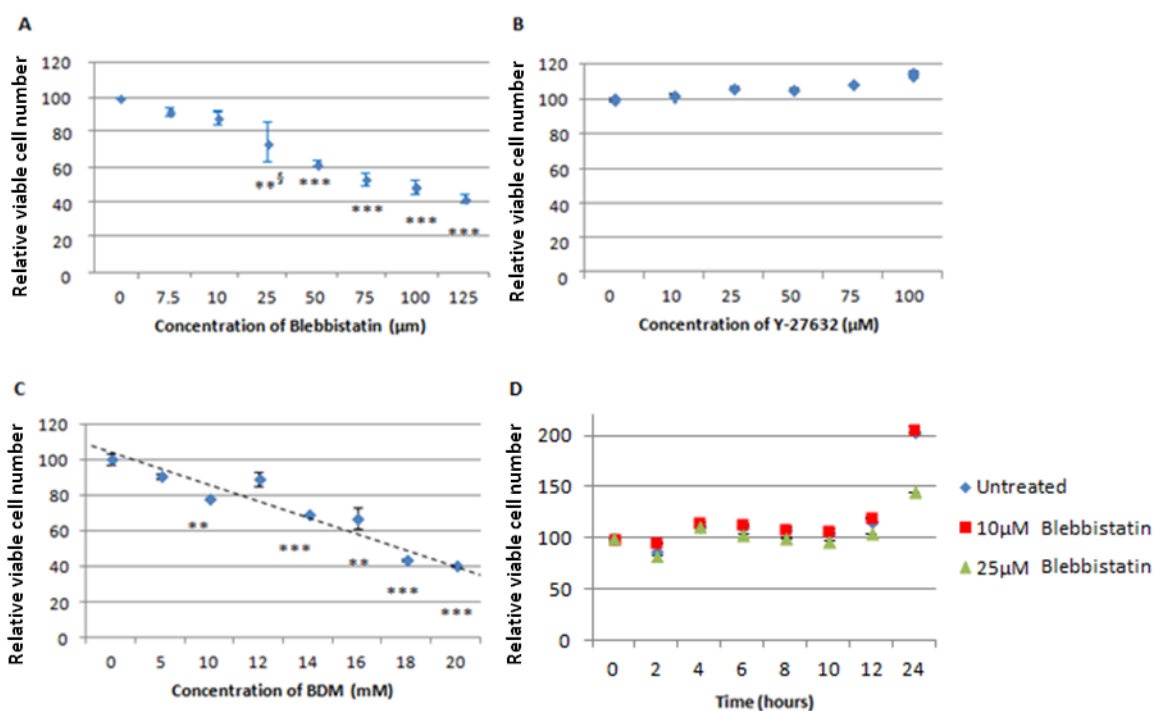 A
Relative viable cell number
120
100
80
60
40
20
0
**§
***
***
***
***
0 7.5 10 25 50 75 100 125
Concentration of Blebbistatin (µm)
B
Relative viable cell number
120
100
80
60
40
20
0
0 10 25 50 75 100
Concentration of Y-27632 (µM)
C
Relative viable cell number
120
100
80
60
40
20
0
**
***
**
***
***
0 5 10 12 14 16 18 20
Concentration of BDM (mM)
D
Relative viable cell number
200
150
100
50
0
0 2 4 6 8 10 12 24
Time (hours)
Untreated
10µM Blebbistatin
25µM Blebbistatin